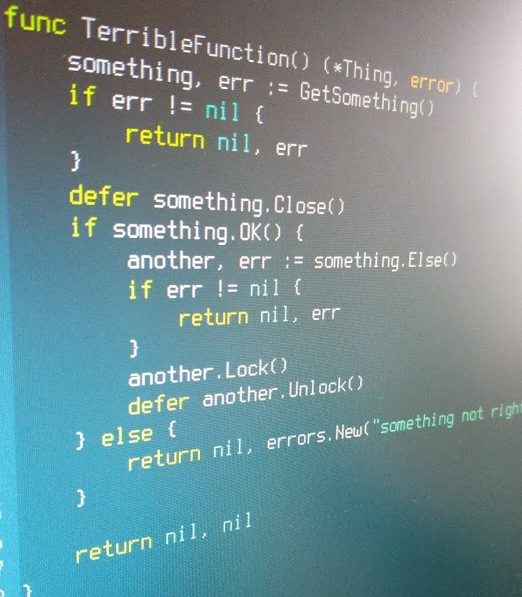 func TerribleFunction() (*Thing, error) {
    something, err := GetSomething()
    if err != nil {
        return nil, err
    }
    defer something.Close()
    if something.OK() {
        another, err := something.Else()
        if err != nil {
            return nil, err
        }
        another.Lock()
        defer another.Unlock()
    } else {
        return nil, errors.New("something not right
    }
    return nil, nil
}